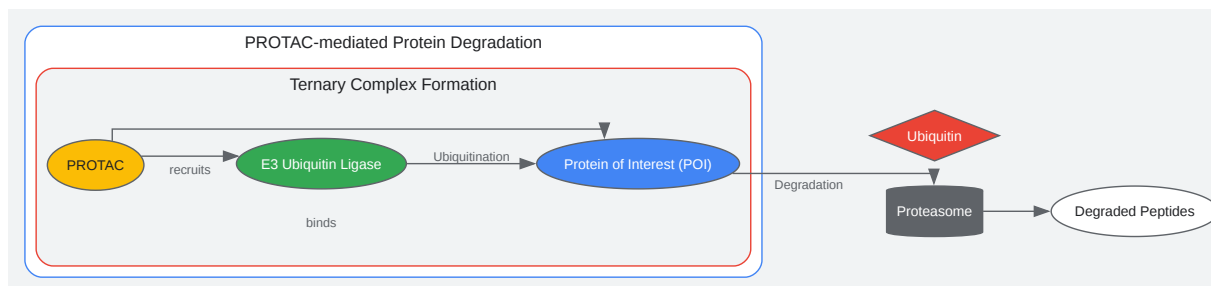 PROTAC-mediated Protein Degradation
Ternary Complex Formation
PROTAC
recruits
E3 Ubiquitin Ligase
Ubiquitination
Protein of Interest (POI)
binds
Degradation
Ubiquitin
Proteasome
Degraded Peptides